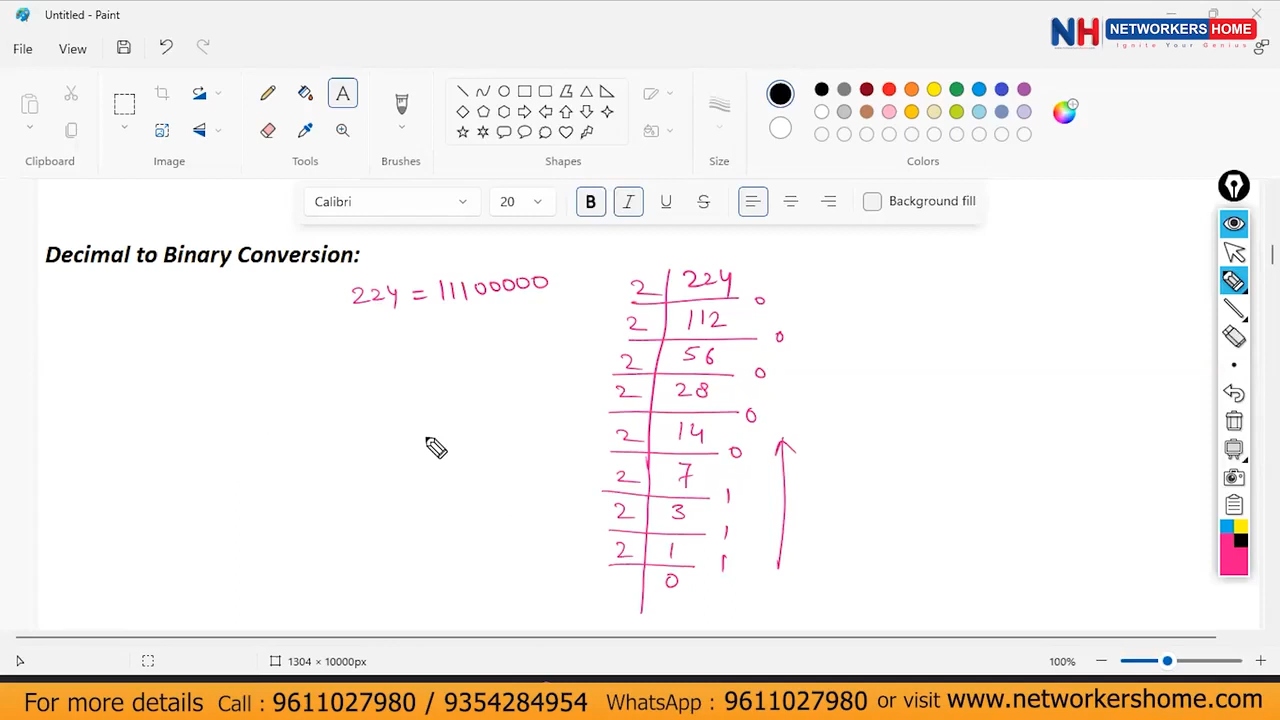 Untitled - Paint
NH NETWORKERS HOME
Ignite Your Genius
File View
Clipboard Image Tools Brushes Shapes Size Colors
Calibri 20 B I U S Background fill
Decimal to Binary Conversion:
224 = 11100000
2 224 0
2 112 0
2 56 0
2 28 0
2 14 0
2 7 1
2 3 1
2 1 1
0
1304 × 10000px 100%
For more details Call : 9611027980 / 9354284954 WhatsApp : 9611027980 or visit www.networkershome.com